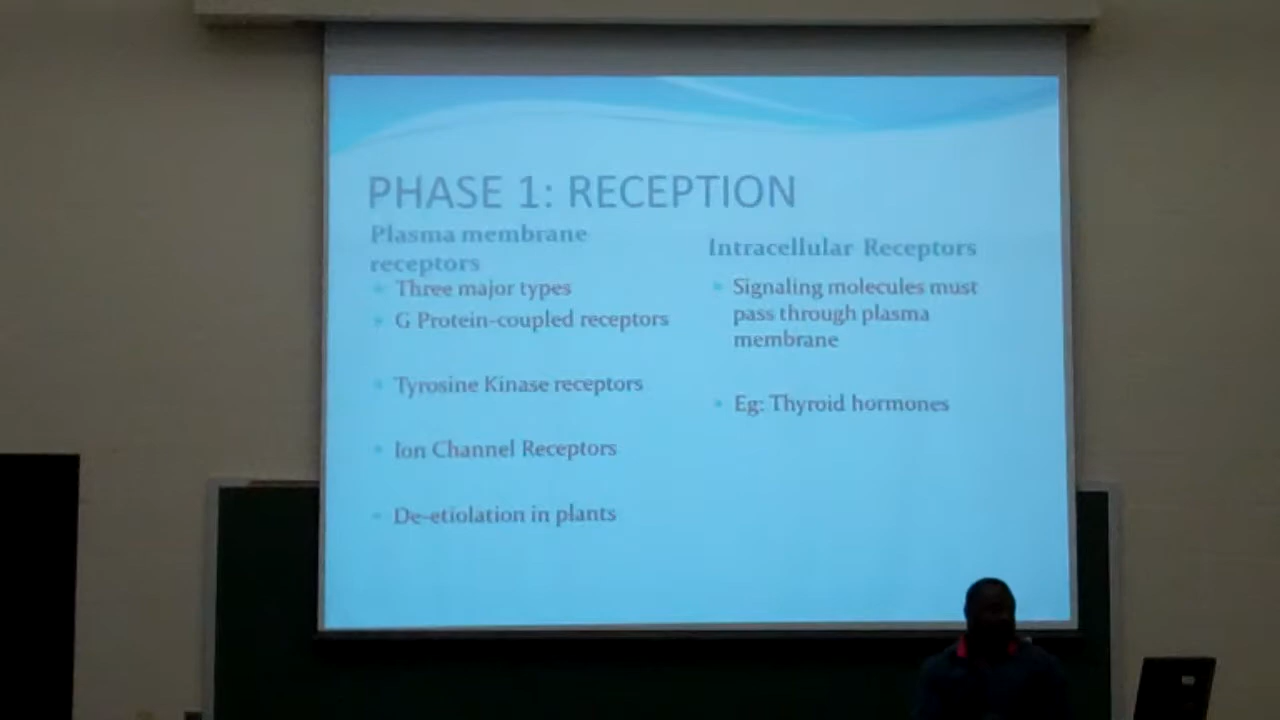 PHASE 1: RECEPTION
Plasma membrane
receptors
Three major types
G Protein-coupled receptors
Tyrosine Kinase receptors
Ion Channel Receptors
De-etiolation in plants
Intracellular Receptors
Signaling molecules must
pass through plasma
membrane
Eg: Thyroid hormones